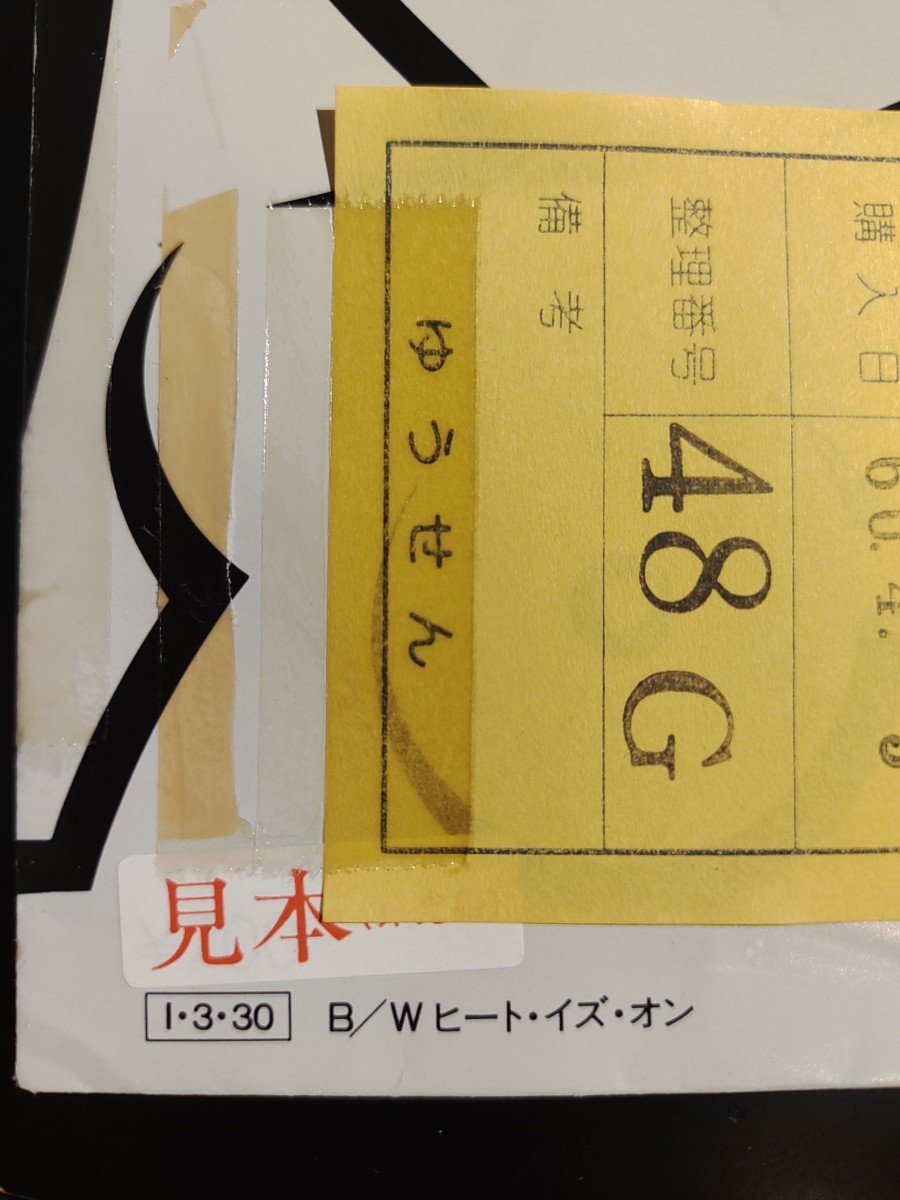 購入日 60. 4.
整理番号 48G
備考
ゆうせん
見本
1・3・30 B/W ヒート・イズ・オン